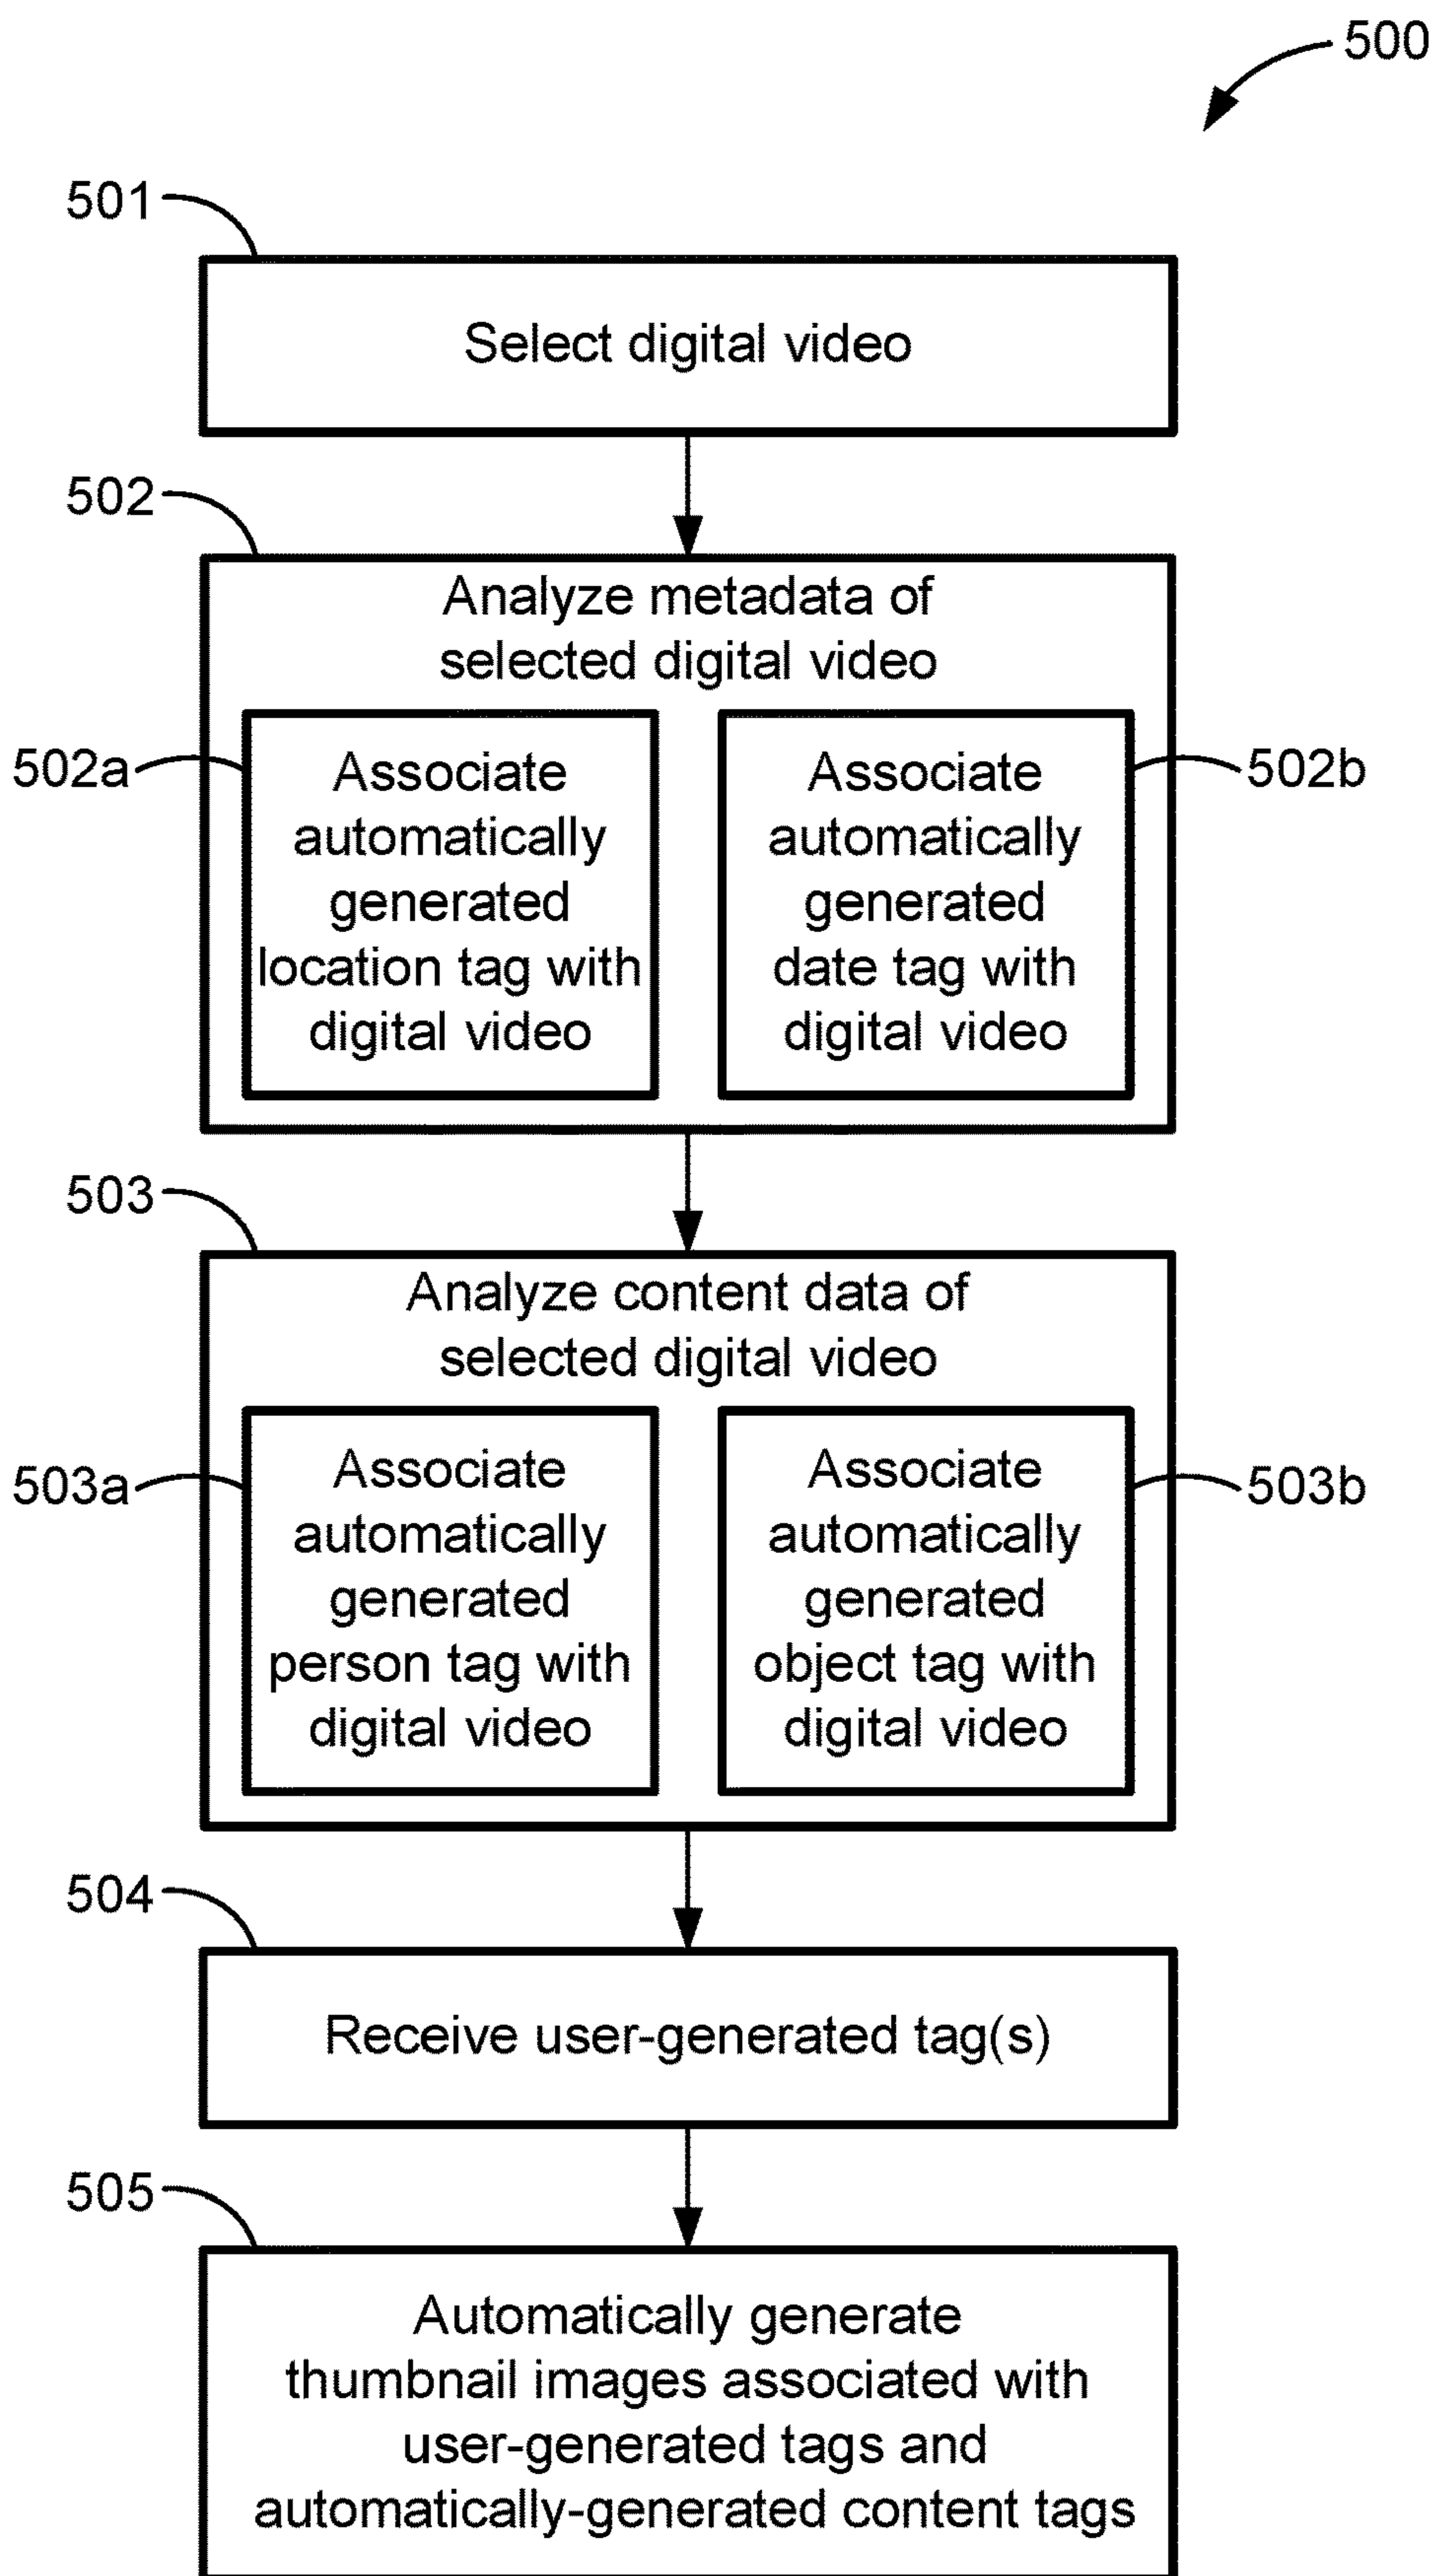 500
501
Select digital video
502
Analyze metadata of
selected digital video
502a
Associate
automatically
generated
location tag with
digital video
502b
Associate
automatically
generated
date tag with
digital video
503
Analyze content data of
selected digital video
503a
Associate
automatically
generated
person tag with
digital video
503b
Associate
automatically
generated
object tag with
digital video
504
Receive user-generated tag(s)
505
Automatically generate
thumbnail images associated with
user-generated tags and
automatically-generated content tags